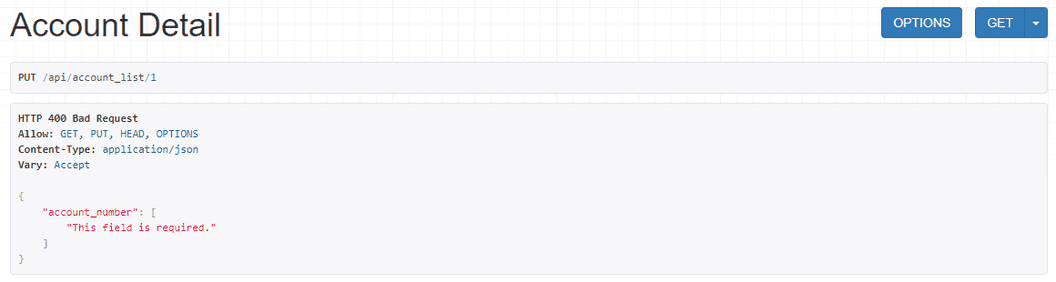 Account Detail
OPTIONS
GET
PUT /api/account_list/1
HTTP 400 Bad Request
Allow: GET, PUT, HEAD, OPTIONS
Content-Type: application/json
Vary: Accept
{
"account_number": [
"This field is required."
]
}